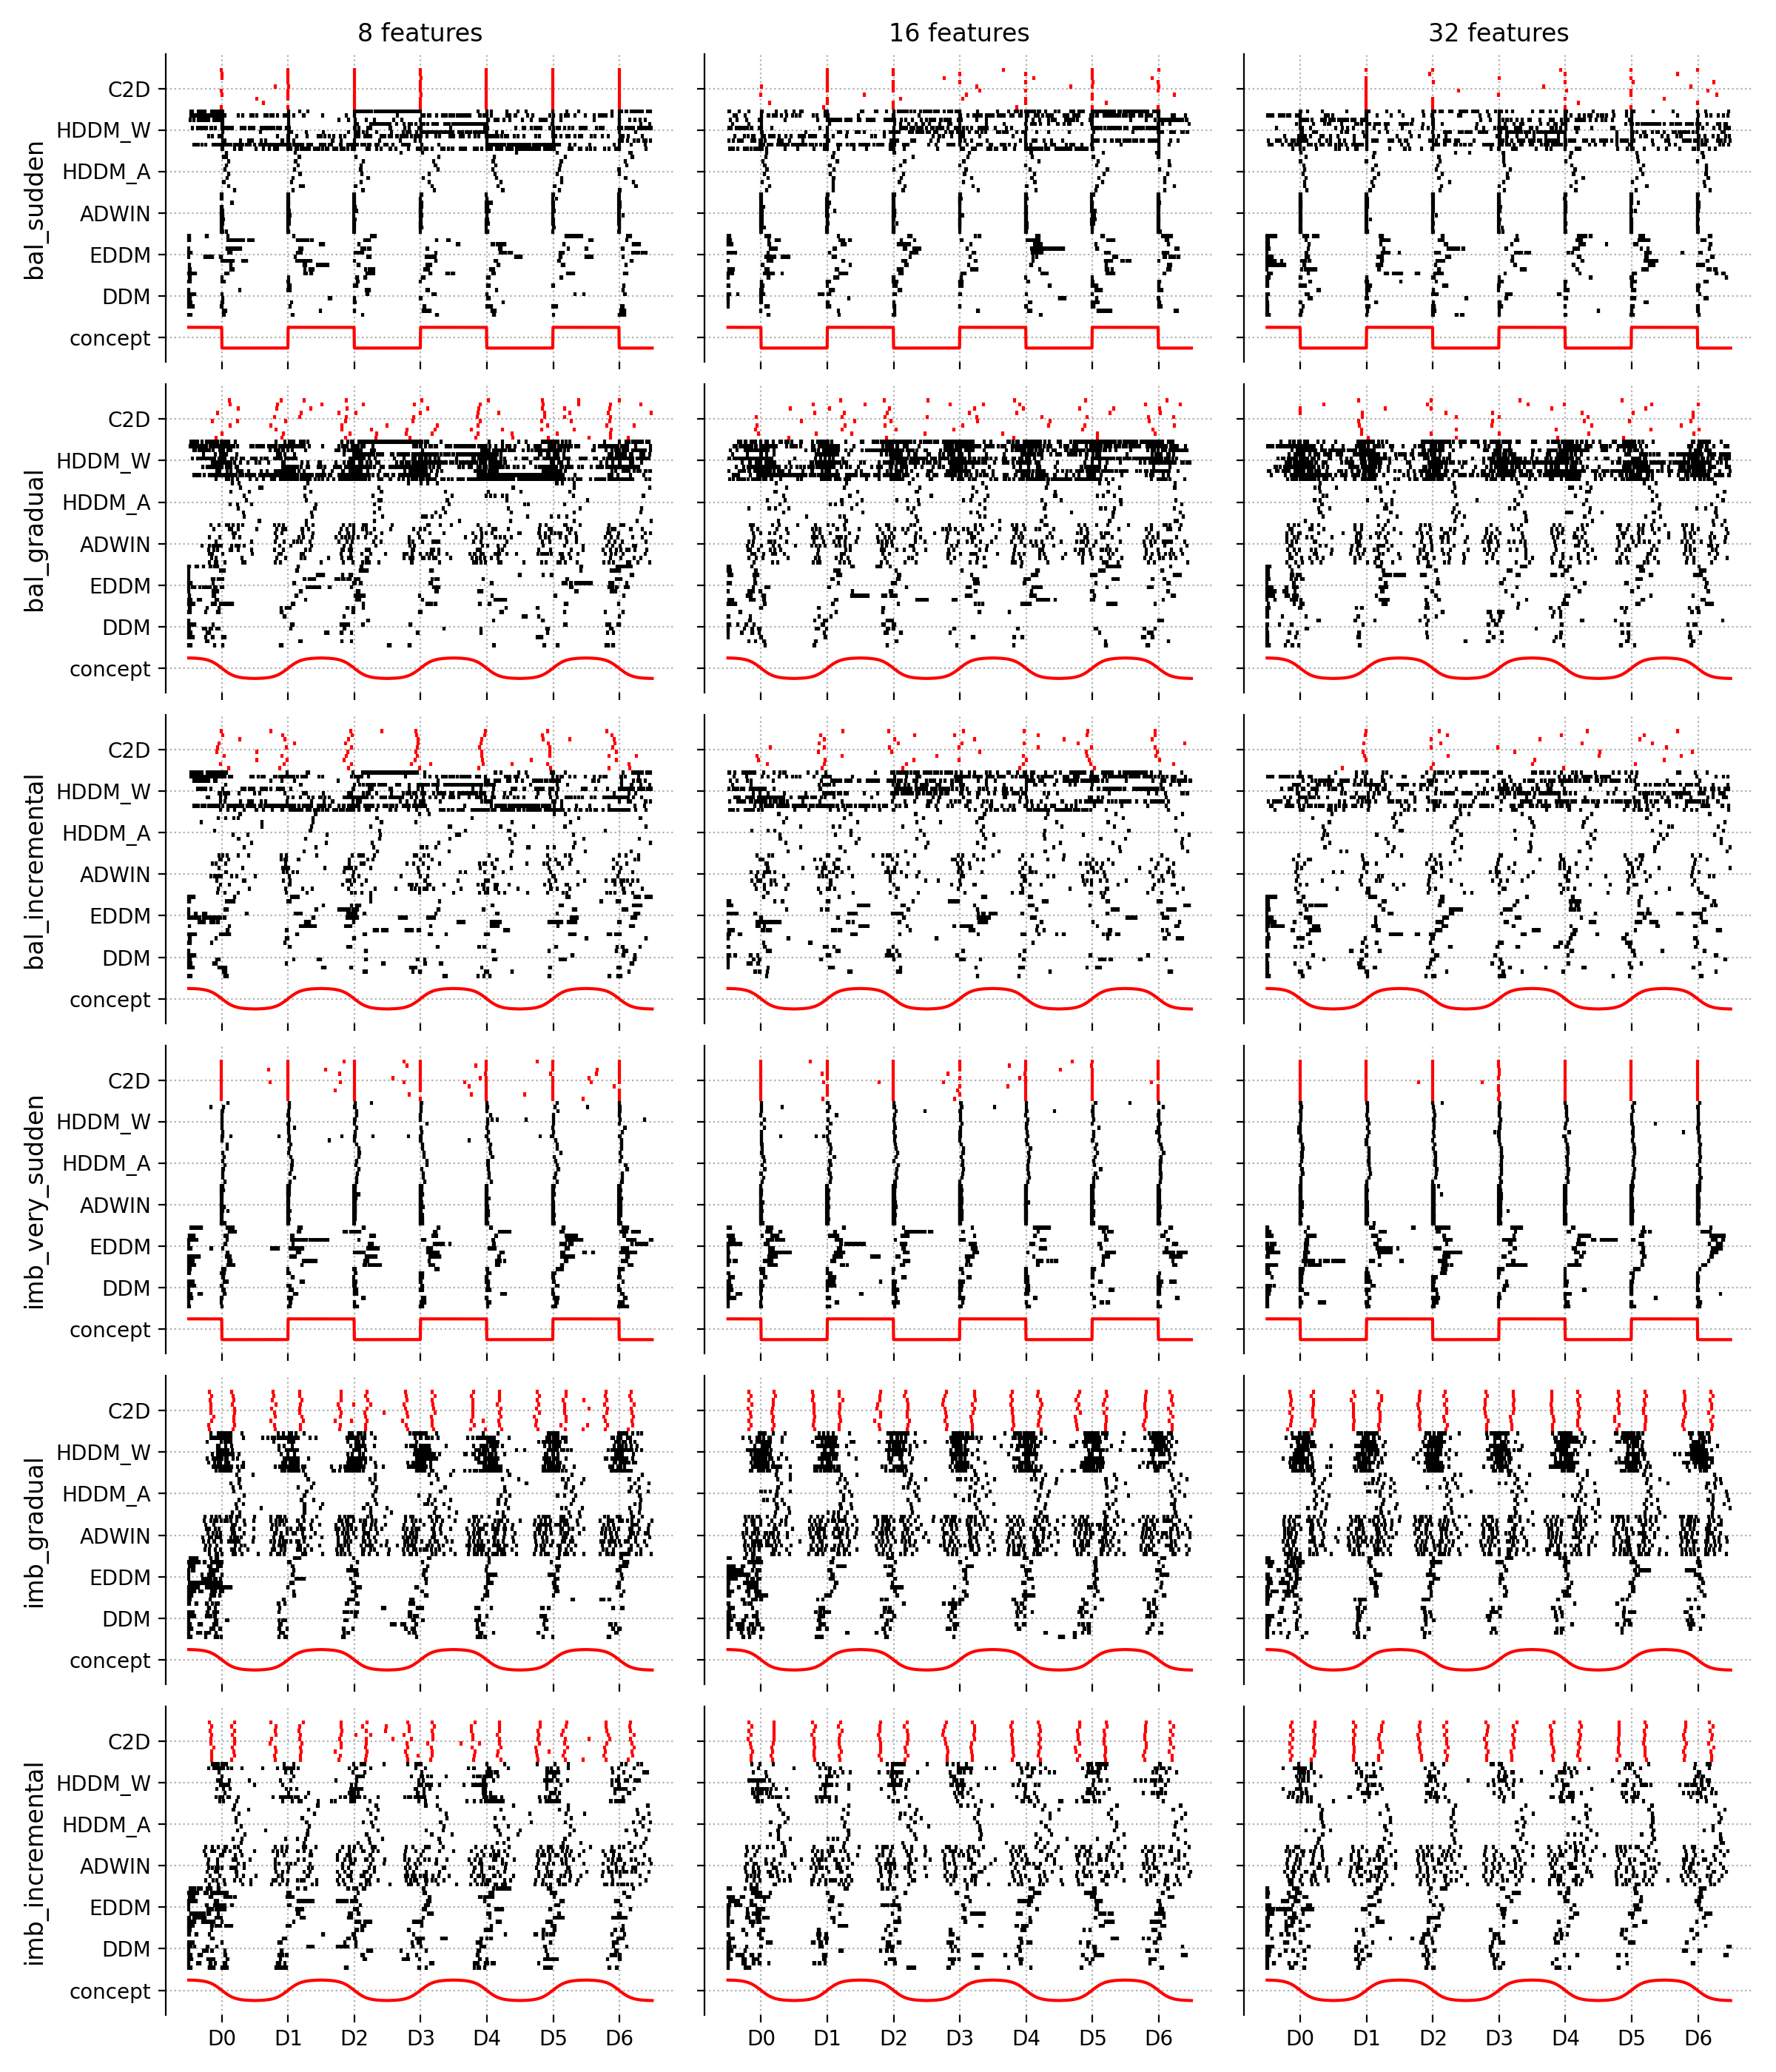 8 features
16 features
32 features
bal_sudden
C2D
HDDM_W
HDDM_A
ADWIN
EDDM
DDM
concept
bal_gradual
C2D
HDDM_W
HDDM_A
ADWIN
EDDM
DDM
concept
bal_incremental
C2D
HDDM_W
HDDM_A
ADWIN
EDDM
DDM
concept
imb_very_sudden
C2D
HDDM_W
HDDM_A
ADWIN
EDDM
DDM
concept
imb_gradual
C2D
HDDM_W
HDDM_A
ADWIN
EDDM
DDM
concept
imb_incremental
C2D
HDDM_W
HDDM_A
ADWIN
EDDM
DDM
concept
D0 D1 D2 D3 D4 D5 D6
D0 D1 D2 D3 D4 D5 D6
D0 D1 D2 D3 D4 D5 D6